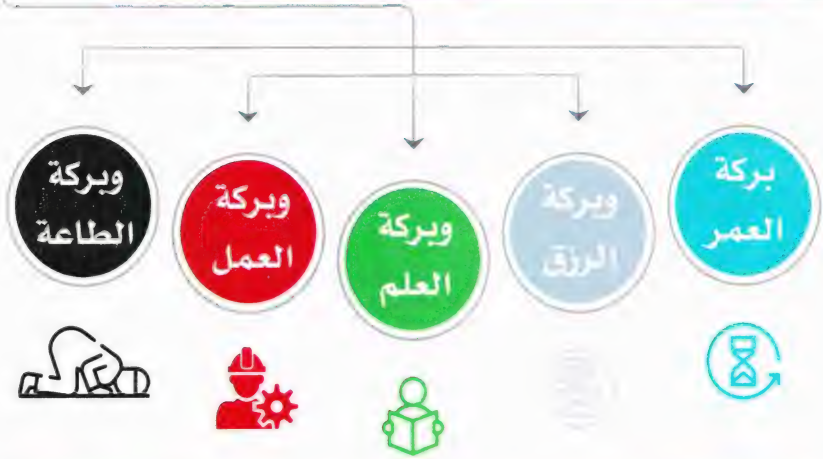 بركة
العمر
وبركة
الرزق
وبركة
العلم
وبركة
العمل
وبركة
الطاعة